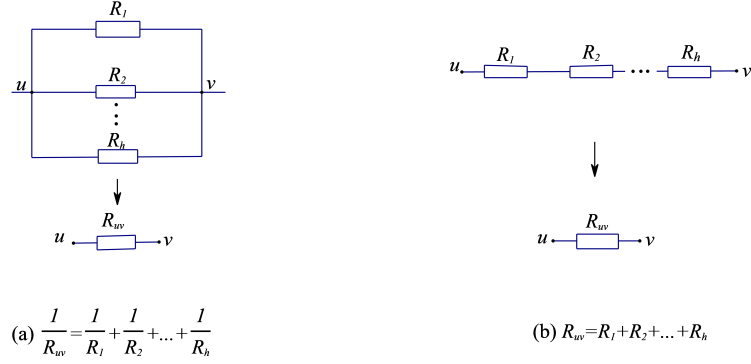 R₁
u R₂ v
⋮
Rₕ
u Rᵤᵥ v
(a) 1/Rᵤᵥ = 1/R₁ + 1/R₂ + ... + 1/Rₕ
u R₁ R₂ ... Rₕ v
u Rᵤᵥ v
(b) Rᵤᵥ=R₁+R₂+...+Rₕ